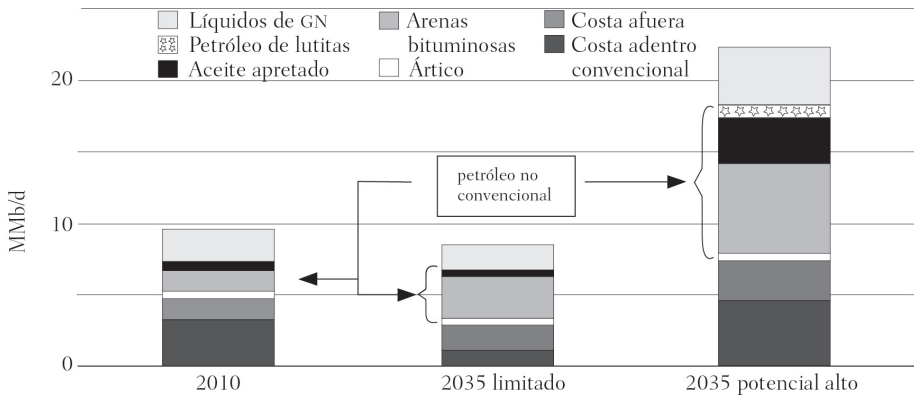 Líquidos de GN
Petróleo de lutitas
Aceite apretado
Arenas
bituminosas
Ártico
Costa afuera
Costa adentro
convencional
MMb/d
20
10
0
petróleo no
convencional
2010
2035 limitado
2035 potencial alto